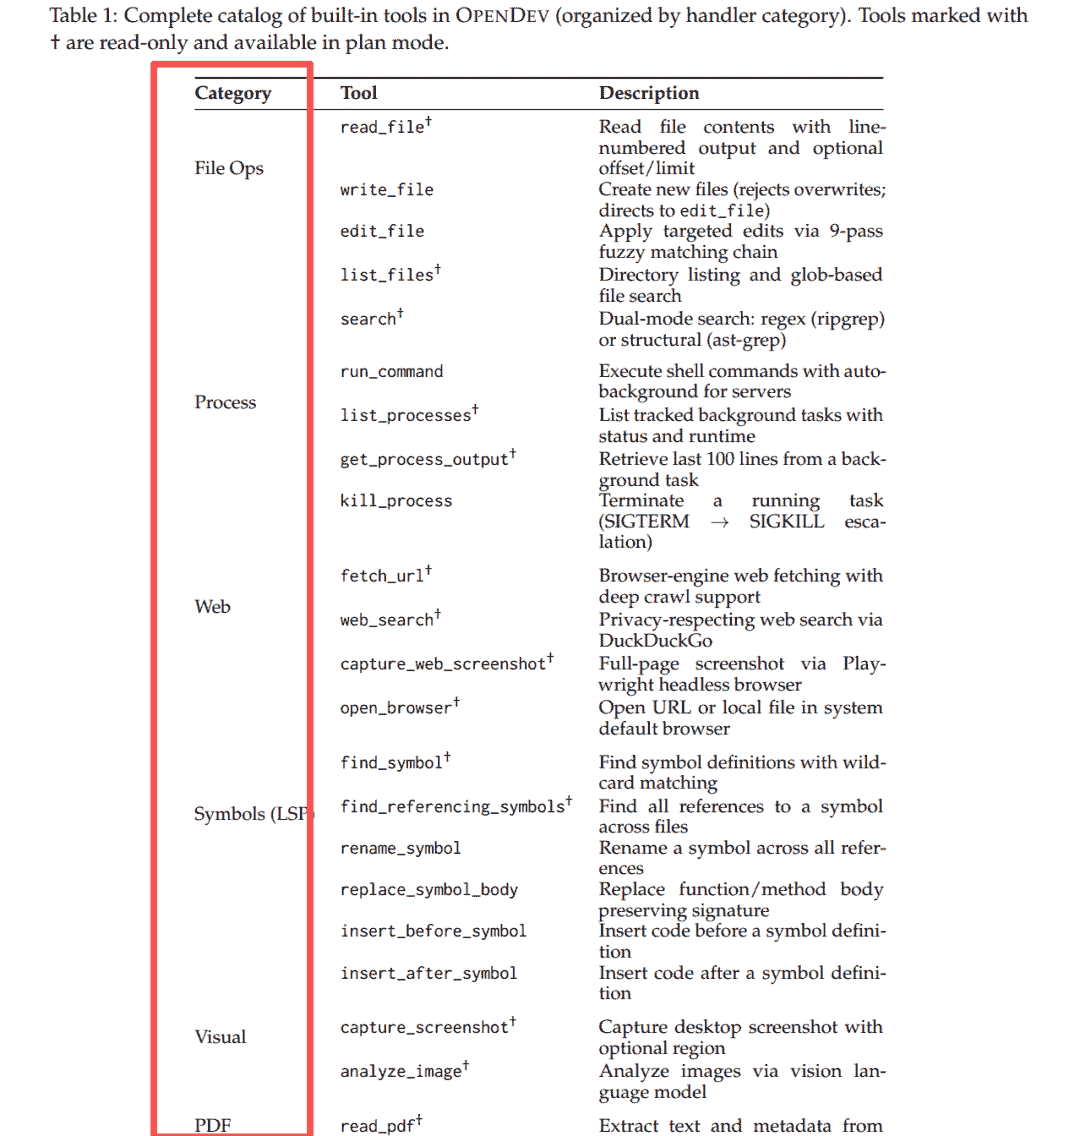 Table 1: Complete catalog of built-in tools in OPENDEV (organized by handler category). Tools marked with
† are read-only and available in plan mode.
Category Tool Description
read_file† Read file contents with line-
numbered output and optional
File Ops offset/limit
write_file Create new files (rejects overwrites;
directs to edit_file)
edit_file Apply targeted edits via 9-pass
fuzzy matching chain
list_files† Directory listing and glob-based
file search
search† Dual-mode search: regex (ripgrep)
or structural (ast-grep)
run_command Execute shell commands with auto-
background for servers
Process
list_processes† List tracked background tasks with
status and runtime
get_process_output† Retrieve last 100 lines from a back-
ground task
kill_process Terminate a running task
(SIGTERM → SIGKILL esca-
lation)
fetch_url† Browser-engine web fetching with
deep crawl support
Web
web_search† Privacy-respecting web search via
DuckDuckGo
capture_web_screenshot† Full-page screenshot via Play-
wright headless browser
open_browser† Open URL or local file in system
default browser
find_symbol† Find symbol definitions with wild-
card matching
Symbols (LSP) find_referencing_symbols† Find all references to a symbol
across files
rename_symbol Rename a symbol across all refer-
ences
replace_symbol_body Replace function/method body
preserving signature
insert_before_symbol Insert code before a symbol defini-
tion
insert_after_symbol Insert code after a symbol defini-
tion
capture_screenshot† Capture desktop screenshot with
Visual optional region
analyze_image† Analyze images via vision lan-
guage model
PDF read_pdf† Extract text and metadata from